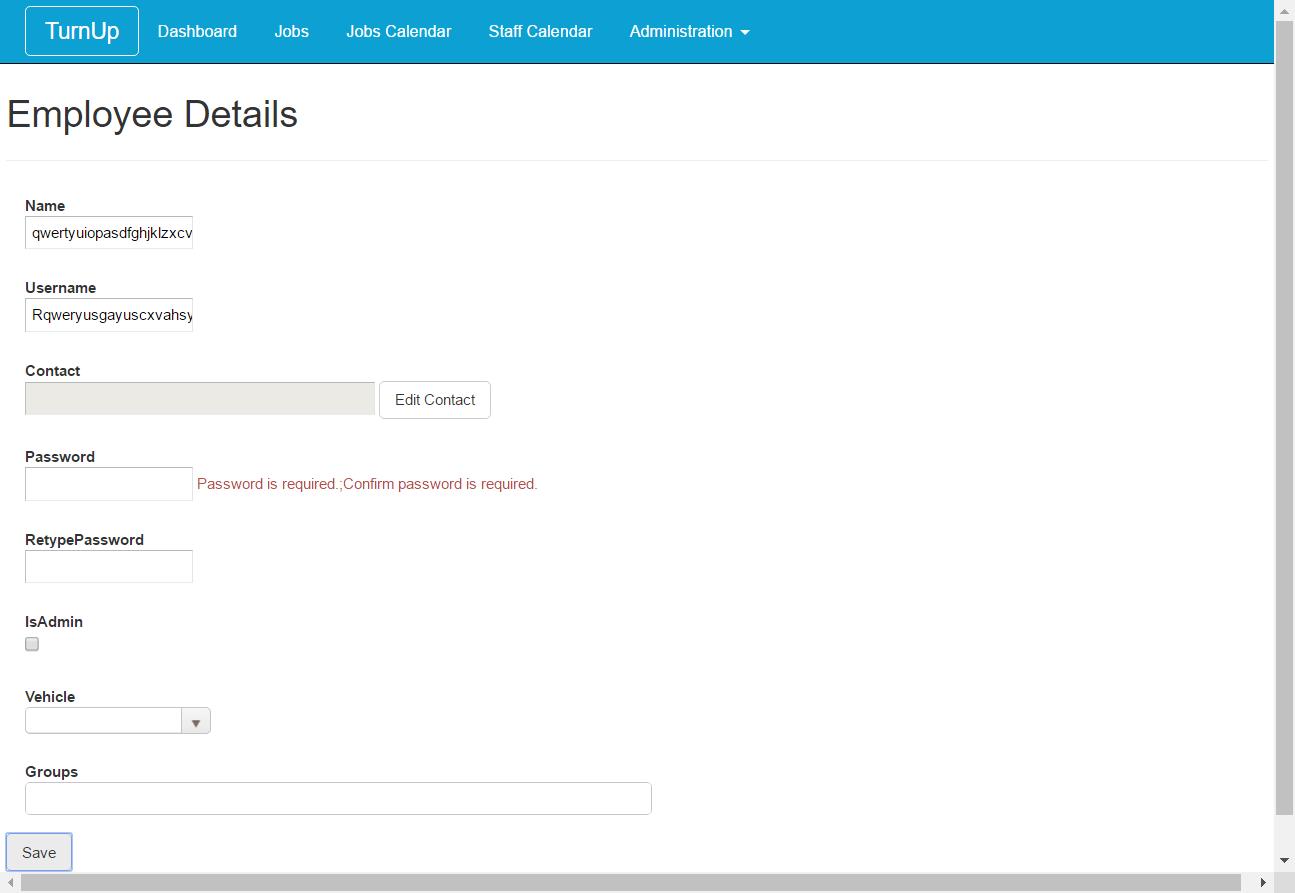 TurnUp Dashboard Jobs Jobs Calendar Staff Calendar Administration
Employee Details
Name
qwertyuiopasdfghjklzxcv
Username
Rqweryusgayuscxvahsy
Contact
Edit Contact
Password
Password is required.;Confirm password is required.
RetypePassword
IsAdmin
Vehicle
Groups
Save